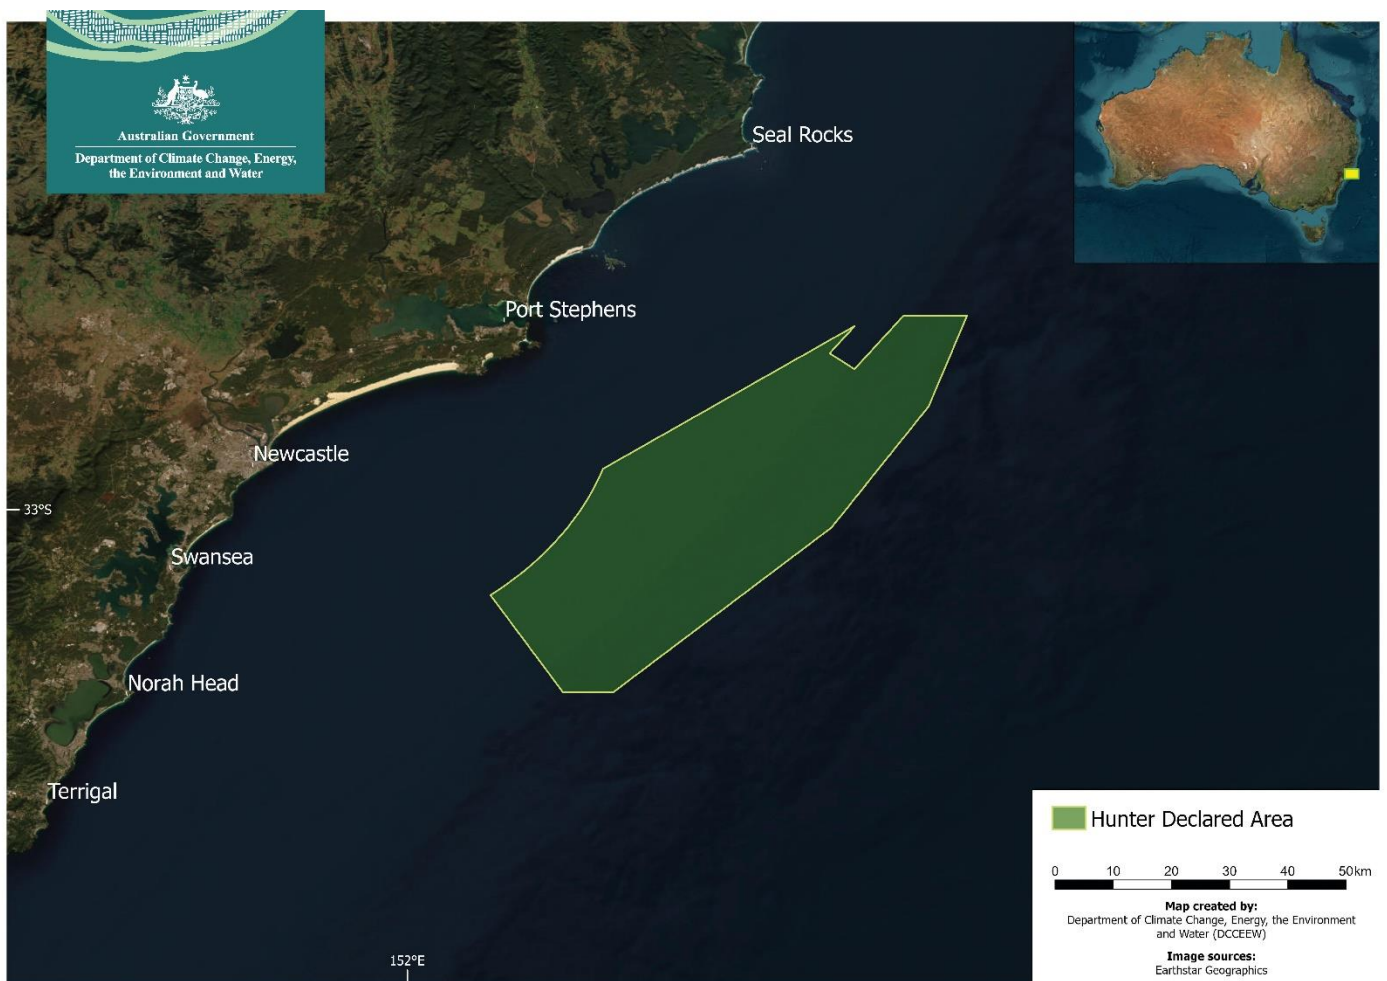 Australian Government
Department of Climate Change, Energy,
the Environment and Water
Seal Rocks
Port Stephens
Newcastle
33°S
Swansea
Norah Head
Terrigal
152°E
Hunter Declared Area
0 10 20 30 40 50km
Map created by:
Department of Climate Change, Energy, the Environment
and Water (DCCEEW)
Image sources:
Earthstar Geographics